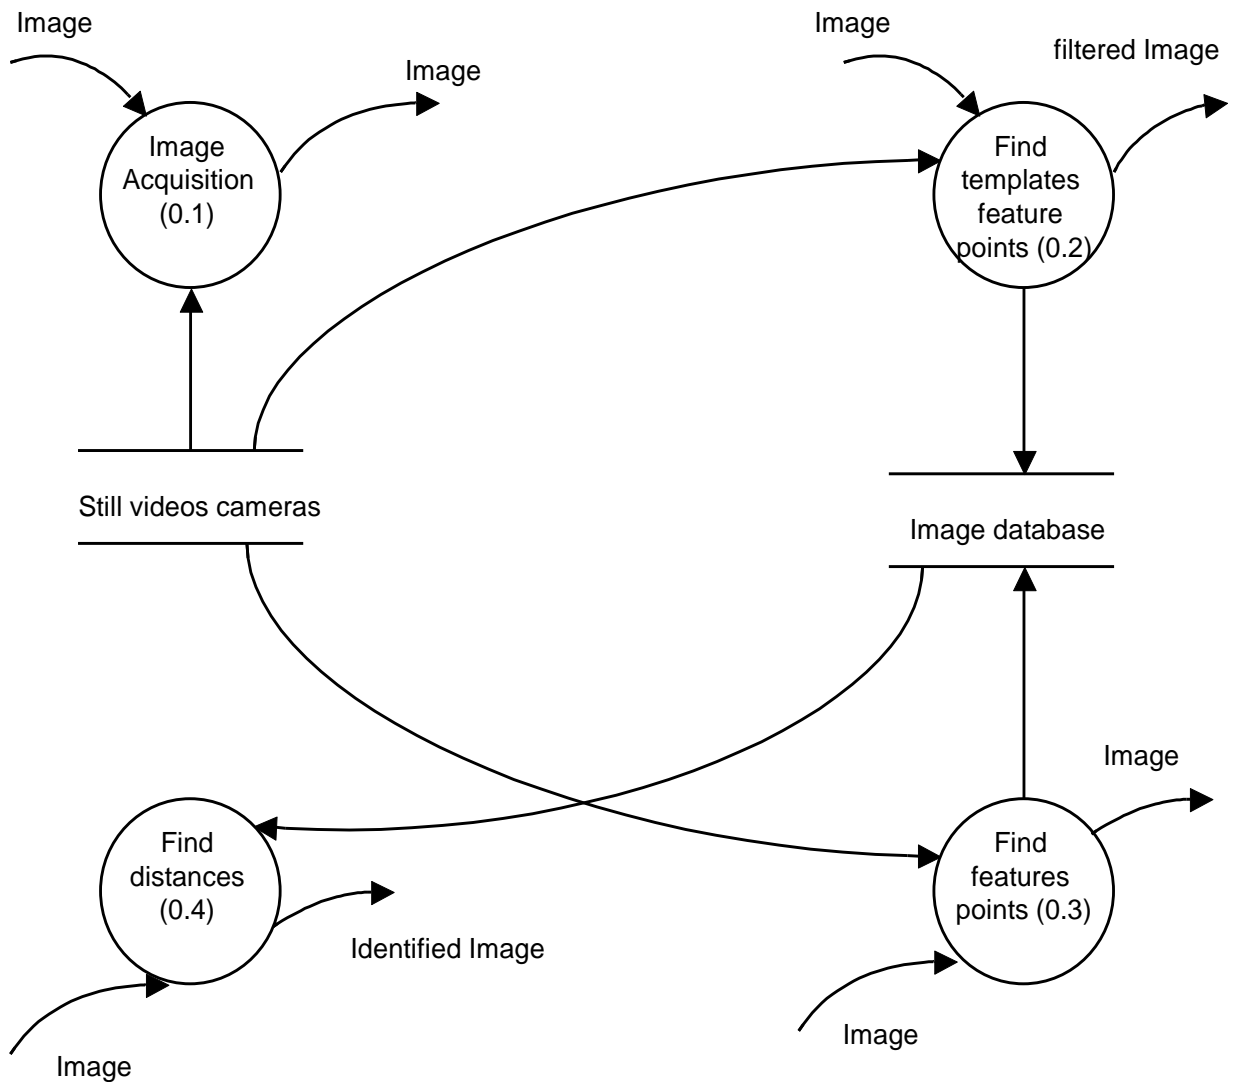 Image
Image
Image
Acquisition
(0.1)
Image
filtered Image
Find
templates
feature
points (0.2)
Still videos cameras
Image database
Find
distances
(0.4)
Identified Image
Image
Image
Find
features
points (0.3)
Image